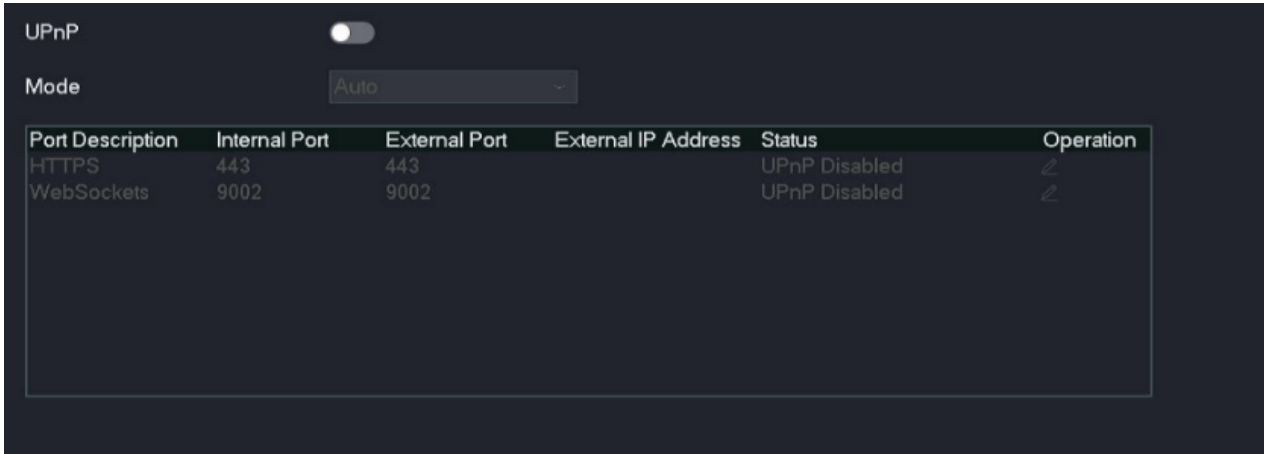 UPnP
Mode Auto
Port Description Internal Port External Port External IP Address Status Operation
HTTPS 443 443 UPnP Disabled
WebSockets 9002 9002 UPnP Disabled